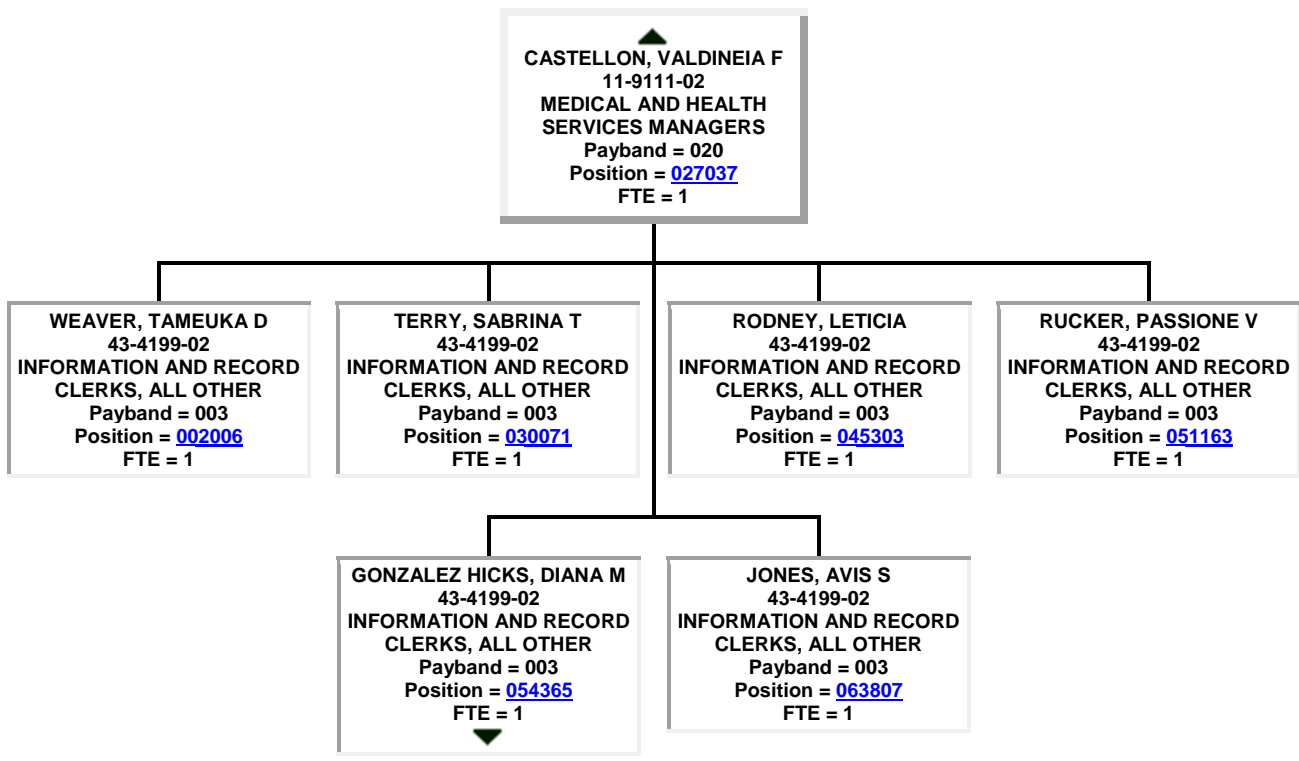 CASTELLON, VALDINEIA F
11-9111-02
MEDICAL AND HEALTH
SERVICES MANAGERS
Payband = 020
Position = 027037
FTE = 1
WEAVER, TAMEUKA D
43-4199-02
INFORMATION AND RECORD
CLERKS, ALL OTHER
Payband = 003
Position = 002006
FTE = 1
TERRY, SABRINA T
43-4199-02
INFORMATION AND RECORD
CLERKS, ALL OTHER
Payband = 003
Position = 030071
FTE = 1
RODNEY, LETICIA
43-4199-02
INFORMATION AND RECORD
CLERKS, ALL OTHER
Payband = 003
Position = 045303
FTE = 1
RUCKER, PASSIONE V
43-4199-02
INFORMATION AND RECORD
CLERKS, ALL OTHER
Payband = 003
Position = 051163
FTE = 1
GONZALEZ HICKS, DIANA M
43-4199-02
INFORMATION AND RECORD
CLERKS, ALL OTHER
Payband = 003
Position = 054365
FTE = 1
JONES, AVIS S
43-4199-02
INFORMATION AND RECORD
CLERKS, ALL OTHER
Payband = 003
Position = 063807
FTE = 1